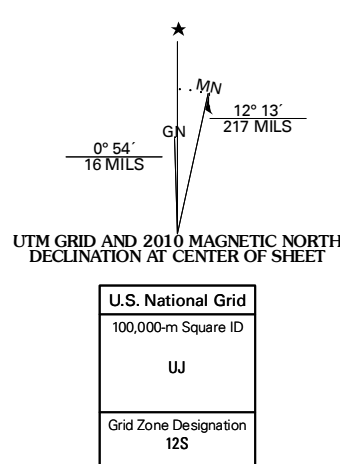 ★
MN
GN
12° 13´
217 MILS
0° 54´
16 MILS
UTM GRID AND 2010 MAGNETIC NORTH
DECLINATION AT CENTER OF SHEET
U.S. National Grid
100,000-m Square ID
UJ
Grid Zone Designation
12S